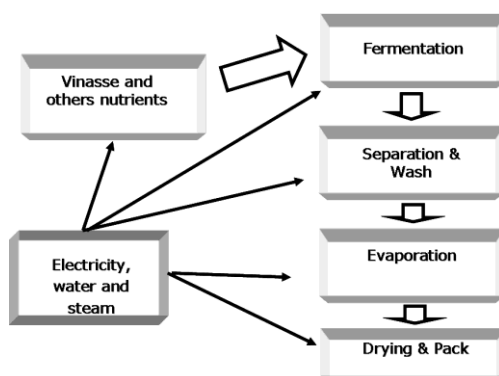 Fermentation
Vinasse and
others nutrients
Separation &
Wash
Electricity,
water and
steam
Evaporation
Drying & Pack